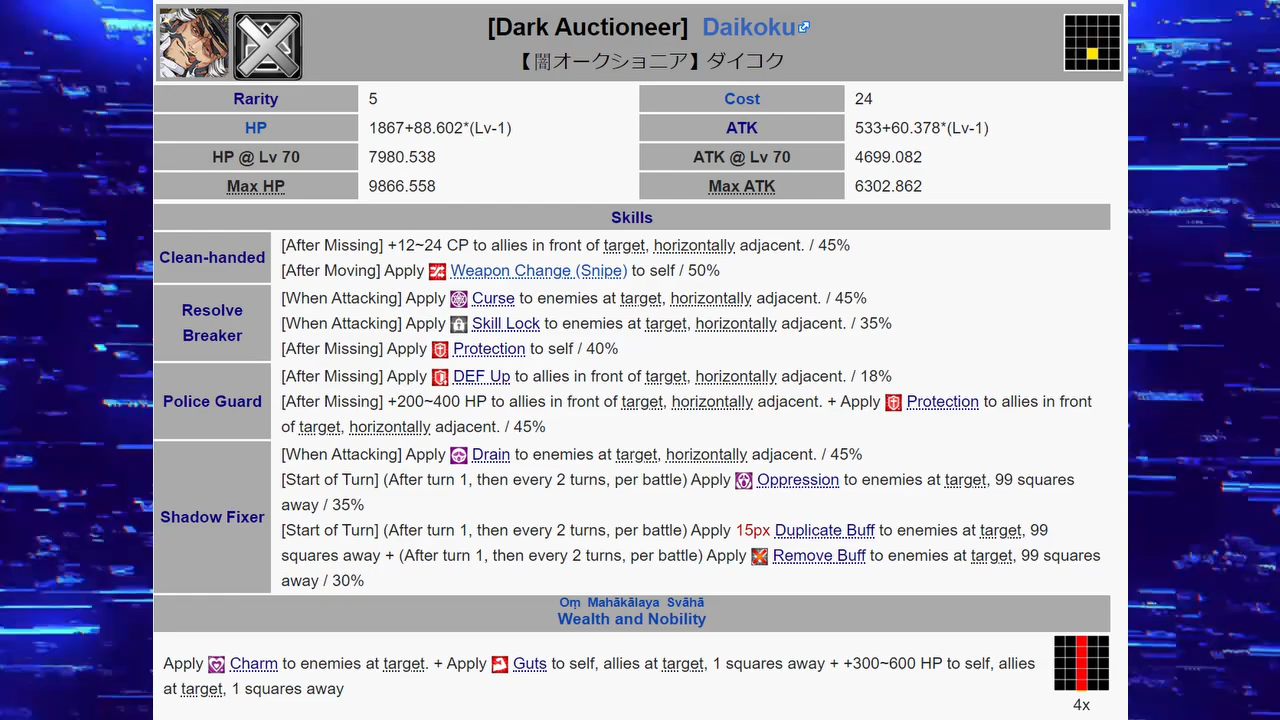 [Dark Auctioneer] Daikoku
【闇オークショニア】ダイコク
Rarity 5 Cost 24
HP 1867+88.602*(Lv-1) ATK 533+60.378*(Lv-1)
HP @ Lv 70 7980.538 ATK @ Lv 70 4699.082
Max HP 9866.558 Max ATK 6302.862
Skills
Clean-handed
[After Missing] +12~24 CP to allies in front of target, horizontally adjacent. / 45%
[After Moving] Apply Weapon Change (Snipe) to self / 50%
Resolve
Breaker
[When Attacking] Apply Curse to enemies at target, horizontally adjacent. / 45%
[When Attacking] Apply Skill Lock to enemies at target, horizontally adjacent. / 35%
[After Missing] Apply Protection to self / 40%
Police Guard
[After Missing] Apply DEF Up to allies in front of target, horizontally adjacent. / 18%
[After Missing] +200~400 HP to allies in front of target, horizontally adjacent. + Apply Protection to allies in front
of target, horizontally adjacent. / 45%
Shadow Fixer
[When Attacking] Apply Drain to enemies at target, horizontally adjacent. / 45%
[Start of Turn] (After turn 1, then every 2 turns, per battle) Apply Oppression to enemies at target, 99 squares
away / 35%
[Start of Turn] (After turn 1, then every 2 turns, per battle) Apply 15px Duplicate Buff to enemies at target, 99
squares away + (After turn 1, then every 2 turns, per battle) Apply Remove Buff to enemies at target, 99 squares
away / 30%
Oṃ Mahākālaya Svāhā
Wealth and Nobility
Apply Charm to enemies at target. + Apply Guts to self, allies at target, 1 squares away + +300~600 HP to self, allies
at target, 1 squares away
4x